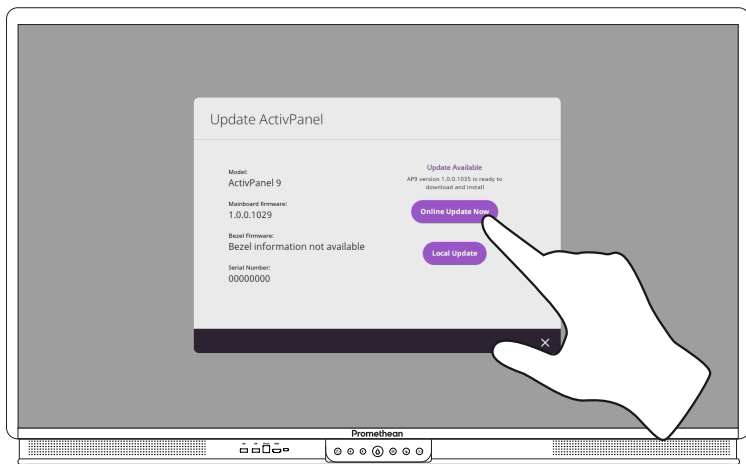 Update ActivPanel
Model:
ActivPanel 9
Mainboard firmware:
1.0.0.1029
Bezel Firmware:
Bezel information not available
Serial Number:
00000000
Update Available
AP9 version 1.0.0.1035 is ready to
download and install
Online Update Now
Local Update
Promethean